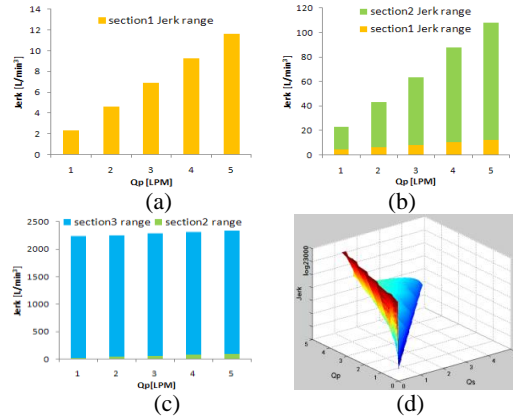 section1 Jerk range
Jerk [L/min³]
14
12
10
8
6
4
2
0
1 2 3 4 5
Qp [LPM]
(a)
section2 Jerk range
section1 Jerk range
Jerk [L/min³]
120
100
80
60
40
20
0
1 2 3 4 5
Qp [LPM]
(b)
section3 range section2 range
Jerk [L/min³]
2500
2000
1500
1000
500
0
1 2 3 4 5
Qp[LPM]
(c)
log23000
Jerk
5 4 3 2 1 0
Qp
0 1 2 3 4
Qs
(d)